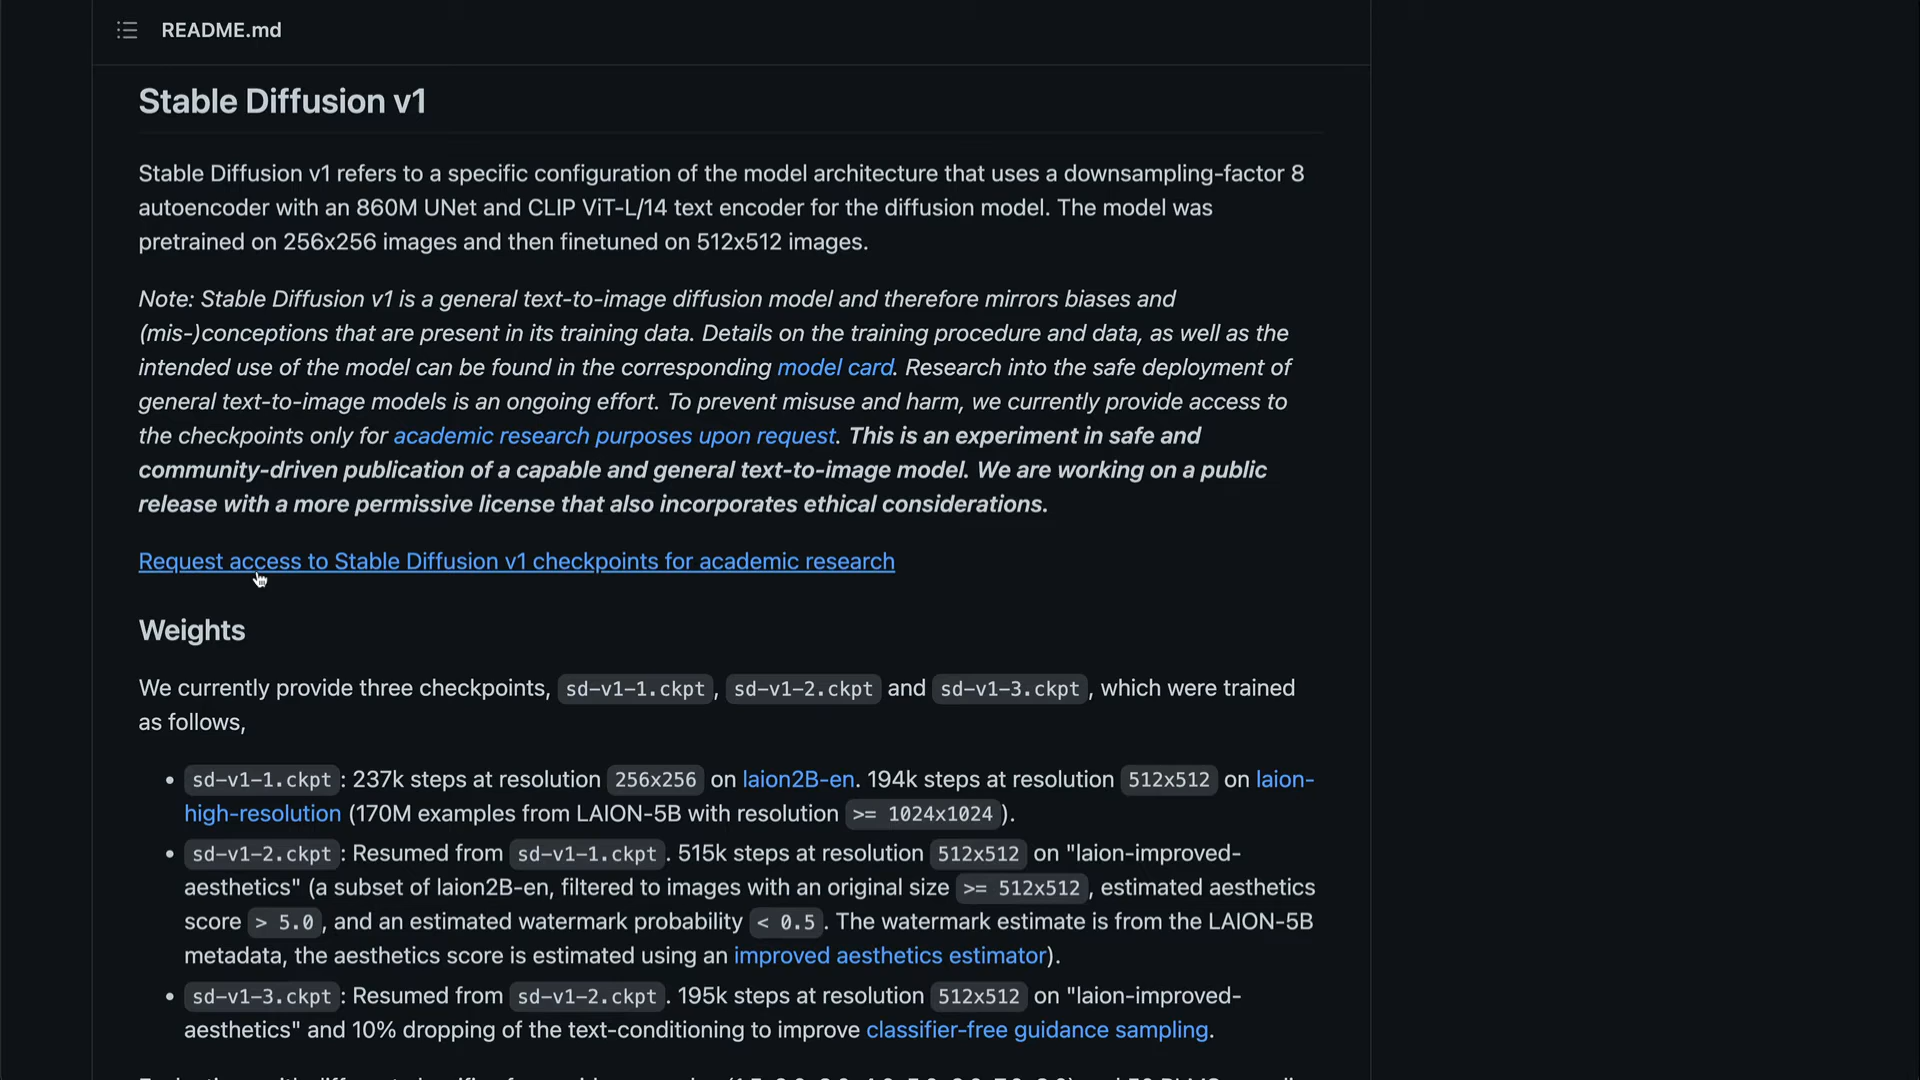 README.md
Stable Diffusion v1
Stable Diffusion v1 refers to a specific configuration of the model architecture that uses a downsampling-factor 8
autoencoder with an 860M UNet and CLIP ViT-L/14 text encoder for the diffusion model. The model was
pretrained on 256x256 images and then finetuned on 512x512 images.
Note: Stable Diffusion v1 is a general text-to-image diffusion model and therefore mirrors biases and
(mis-)conceptions that are present in its training data. Details on the training procedure and data, as well as the
intended use of the model can be found in the corresponding model card. Research into the safe deployment of
general text-to-image models is an ongoing effort. To prevent misuse and harm, we currently provide access to
the checkpoints only for academic research purposes upon request. This is an experiment in safe and
community-driven publication of a capable and general text-to-image model. We are working on a public
release with a more permissive license that also incorporates ethical considerations.
Request access to Stable Diffusion v1 checkpoints for academic research
Weights
We currently provide three checkpoints, sd-v1-1.ckpt, sd-v1-2.ckpt and sd-v1-3.ckpt, which were trained
as follows,
• sd-v1-1.ckpt: 237k steps at resolution 256x256 on laion2B-en. 194k steps at resolution 512x512 on laion-
high-resolution (170M examples from LAION-5B with resolution >= 1024x1024).
• sd-v1-2.ckpt: Resumed from sd-v1-1.ckpt. 515k steps at resolution 512x512 on "laion-improved-
aesthetics" (a subset of laion2B-en, filtered to images with an original size >= 512x512, estimated aesthetics
score > 5.0, and an estimated watermark probability < 0.5. The watermark estimate is from the LAION-5B
metadata, the aesthetics score is estimated using an improved aesthetics estimator).
• sd-v1-3.ckpt: Resumed from sd-v1-2.ckpt. 195k steps at resolution 512x512 on "laion-improved-
aesthetics" and 10% dropping of the text-conditioning to improve classifier-free guidance sampling.